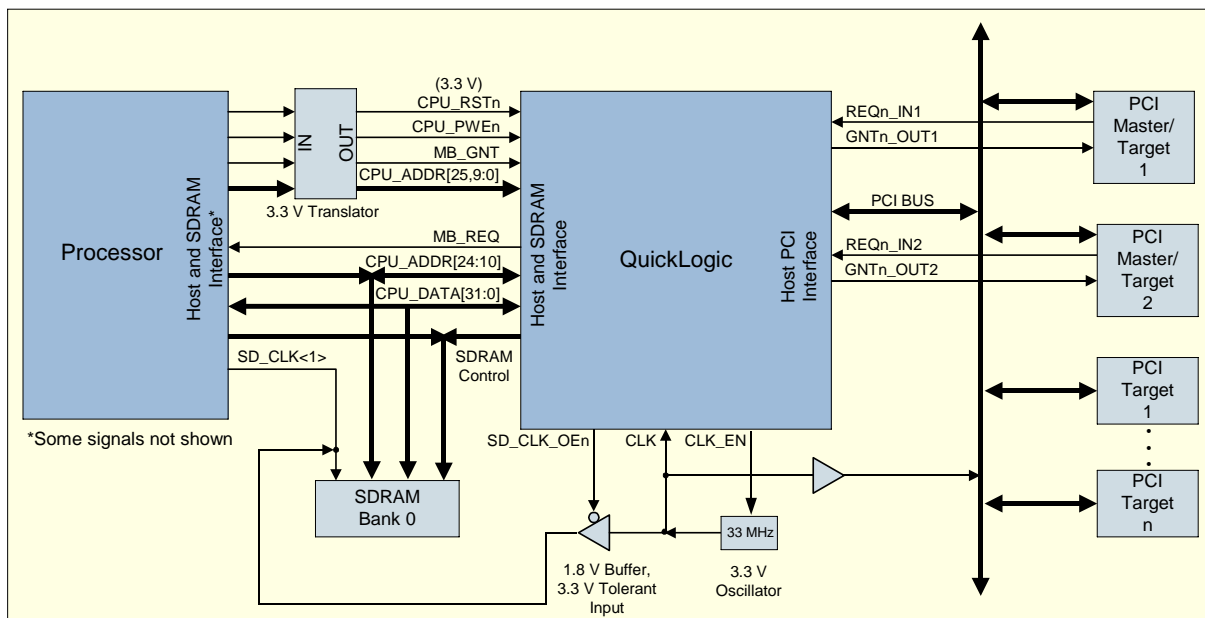 Processor
Host and SDRAM
Interface*
*Some signals not shown
IN
OUT
3.3 V Translator
(3.3 V)
CPU_RSTn
CPU_PWEn
MB_GNT
CPU_ADDR[25,9:0]
MB_REQ
CPU_ADDR[24:10]
CPU_DATA[31:0]
SD_CLK<1>
SDRAM
Control
SDRAM
Bank 0
Host and SDRAM
Interface
QuickLogic
Host PCI
Interface
SD_CLK_OEn
CLK
CLK_EN
1.8 V Buffer,
3.3 V Tolerant
Input
33 MHz
3.3 V
Oscillator
REQn_IN1
GNTn_OUT1
PCI BUS
REQn_IN2
GNTn_OUT2
PCI
Master/
Target
1
PCI
Master/
Target
2
PCI
Target
1
PCI
Target
n